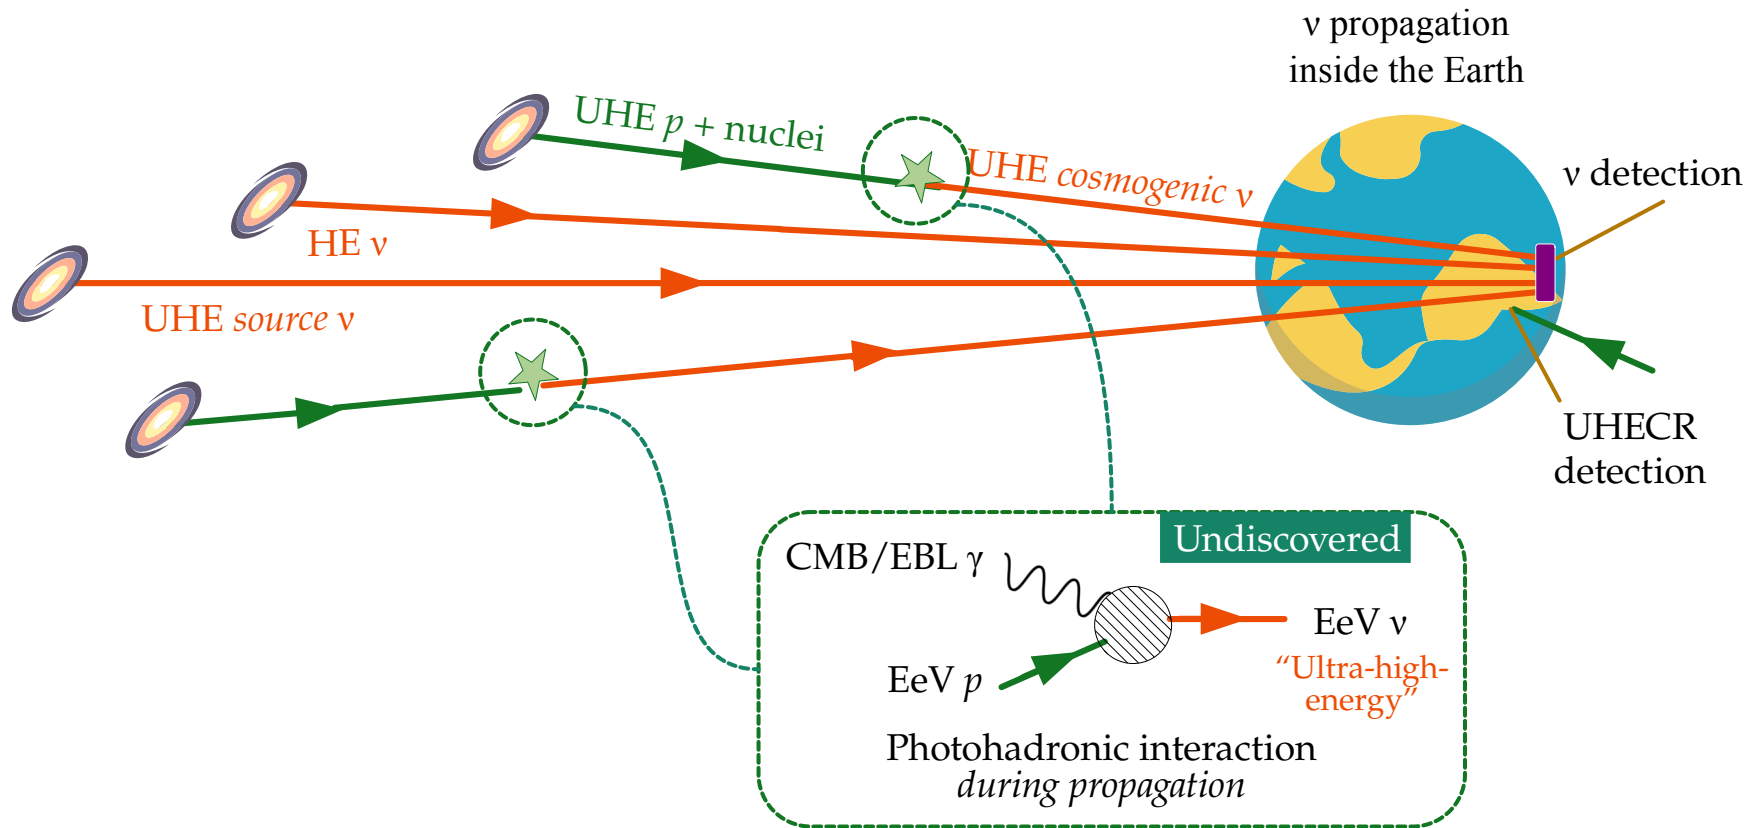 ν propagation
inside the Earth
UHE p + nuclei
UHE cosmogenic ν
ν detection
HE ν
UHE source ν
UHECR
detection
Undiscovered
CMB/EBL γ
EeV ν
“Ultra-high-
energy”
EeV p
Photohadronic interaction
during propagation